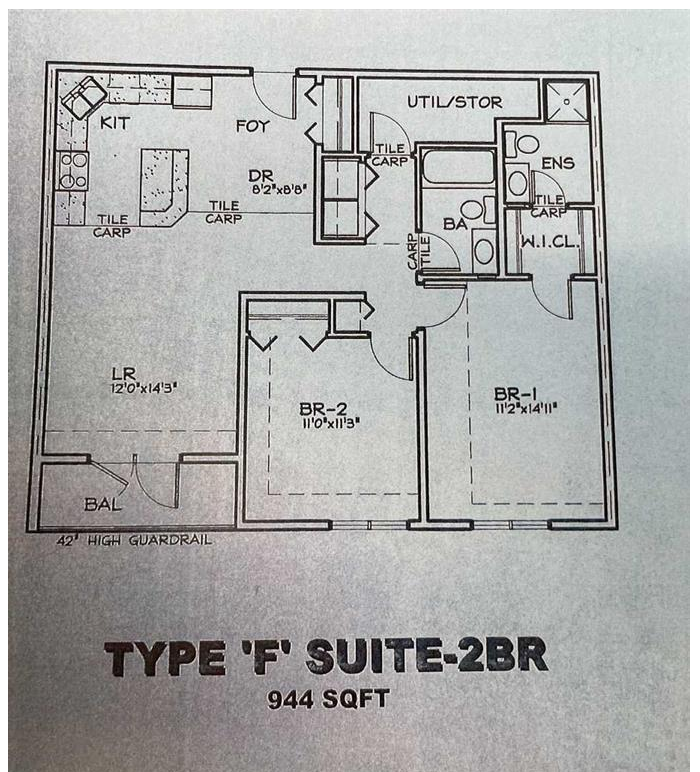 UTIL/STOR
KIT
FOY
TILE
CARP
ENS
DR
8'2"x8'8"
TILE
CARP
TILE
CARP
TILE
CARP
BA
CARP
TILE
W.I.CL.
LR
12'0"x14'3"
BR-2
11'0"x11'3"
BR-1
11'2"x14'11"
BAL
42" HIGH GUARDRAIL
TYPE 'F' SUITE-2BR
944 SQFT